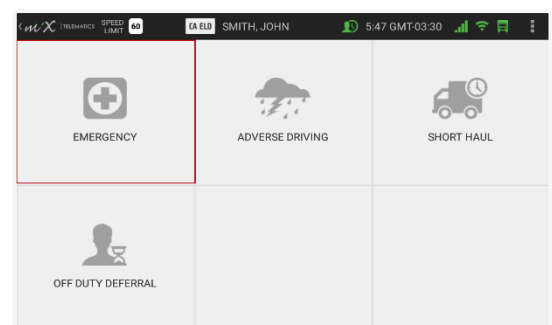 miX TELEMATICS SPEED LIMIT 60 CA ELD SMITH, JOHN 5:47 GMT-03:30
EMERGENCY ADVERSE DRIVING SHORT HAUL
OFF DUTY DEFERRAL